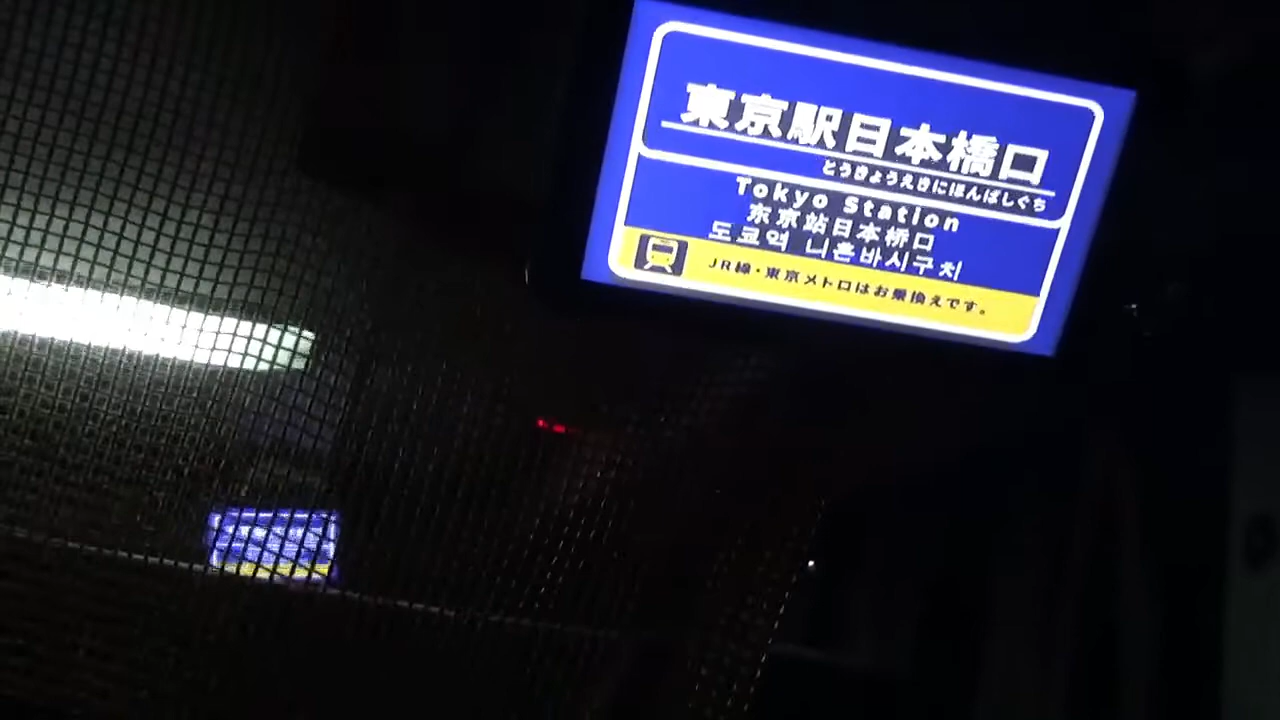 東京駅日本橋口
とうきょうえきにほんばしぐち
Tokyo Station
东京站日本桥口
도쿄역 니혼바시구치
JR線・東京メトロはお乗換えです。